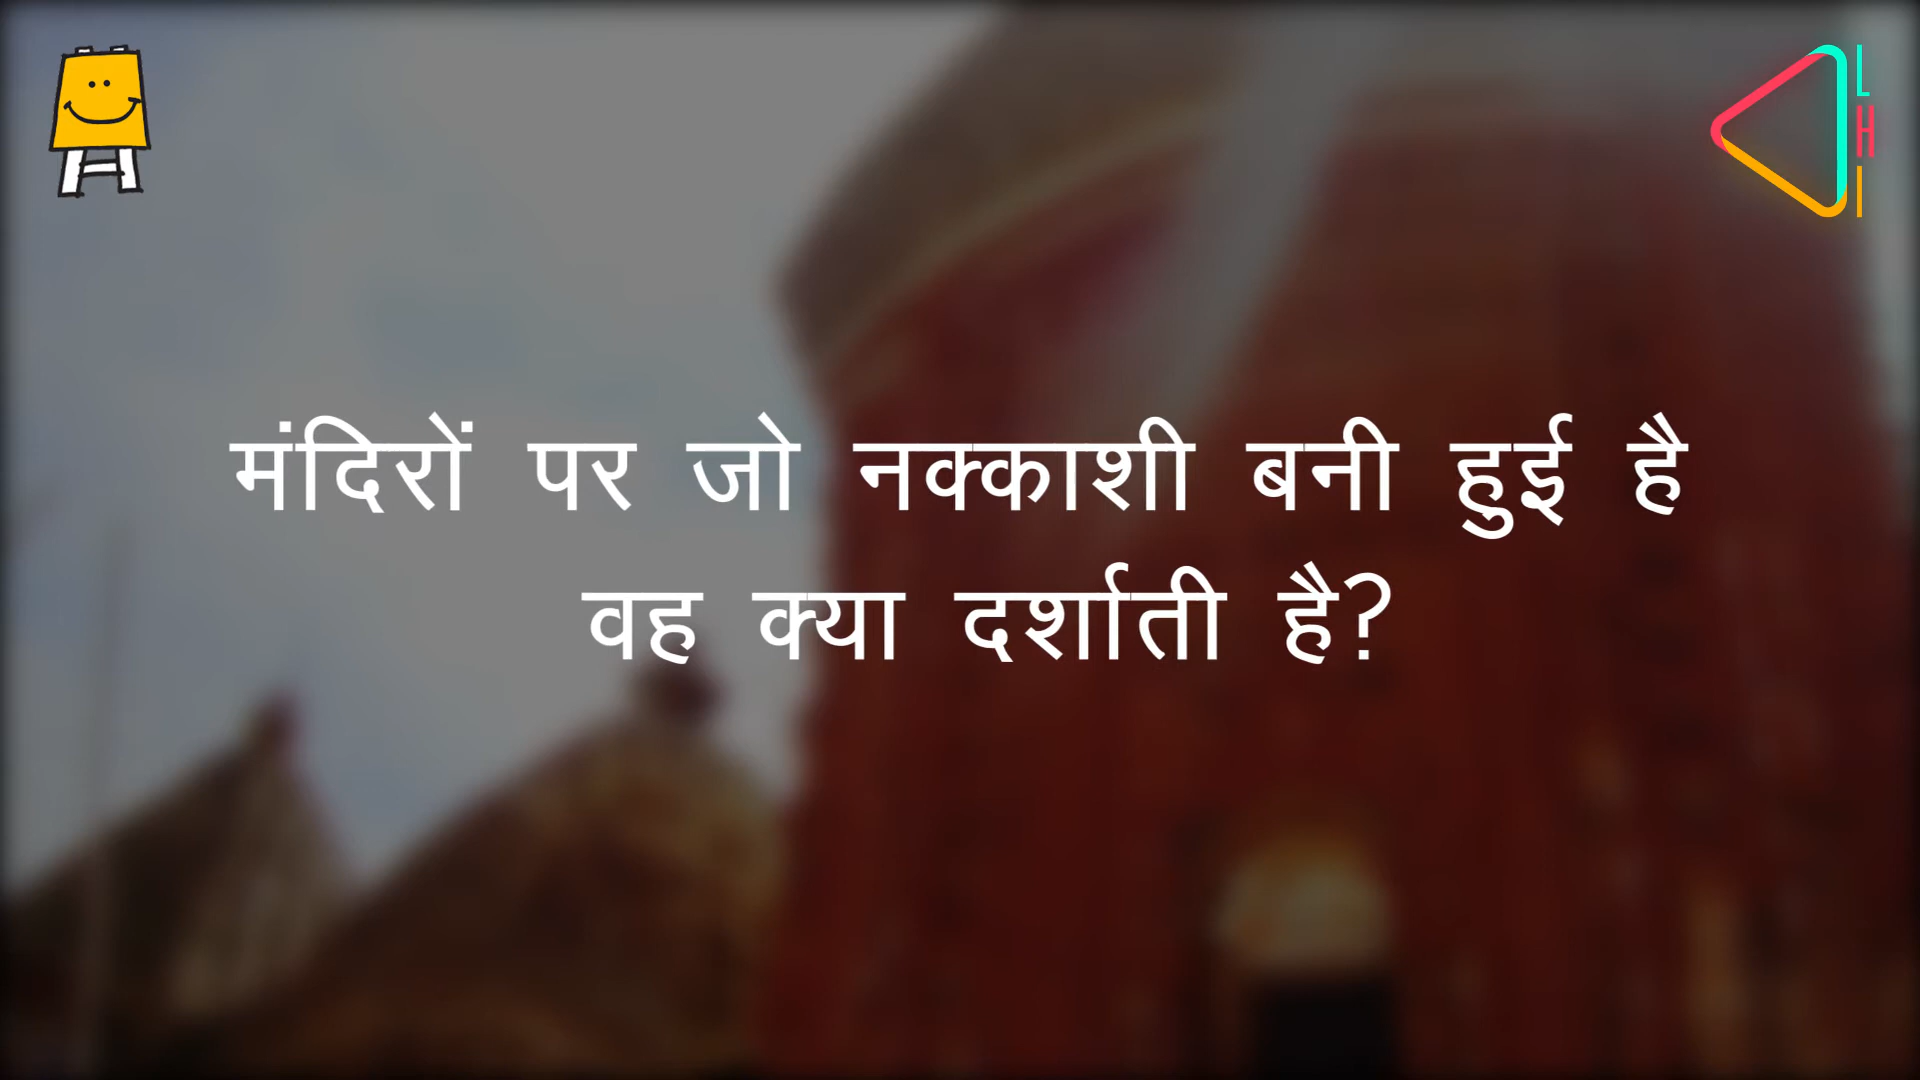 मंदिरों पर जो नक्काशी बनी हुई है
वह क्या दर्शाती है?
L
H
I